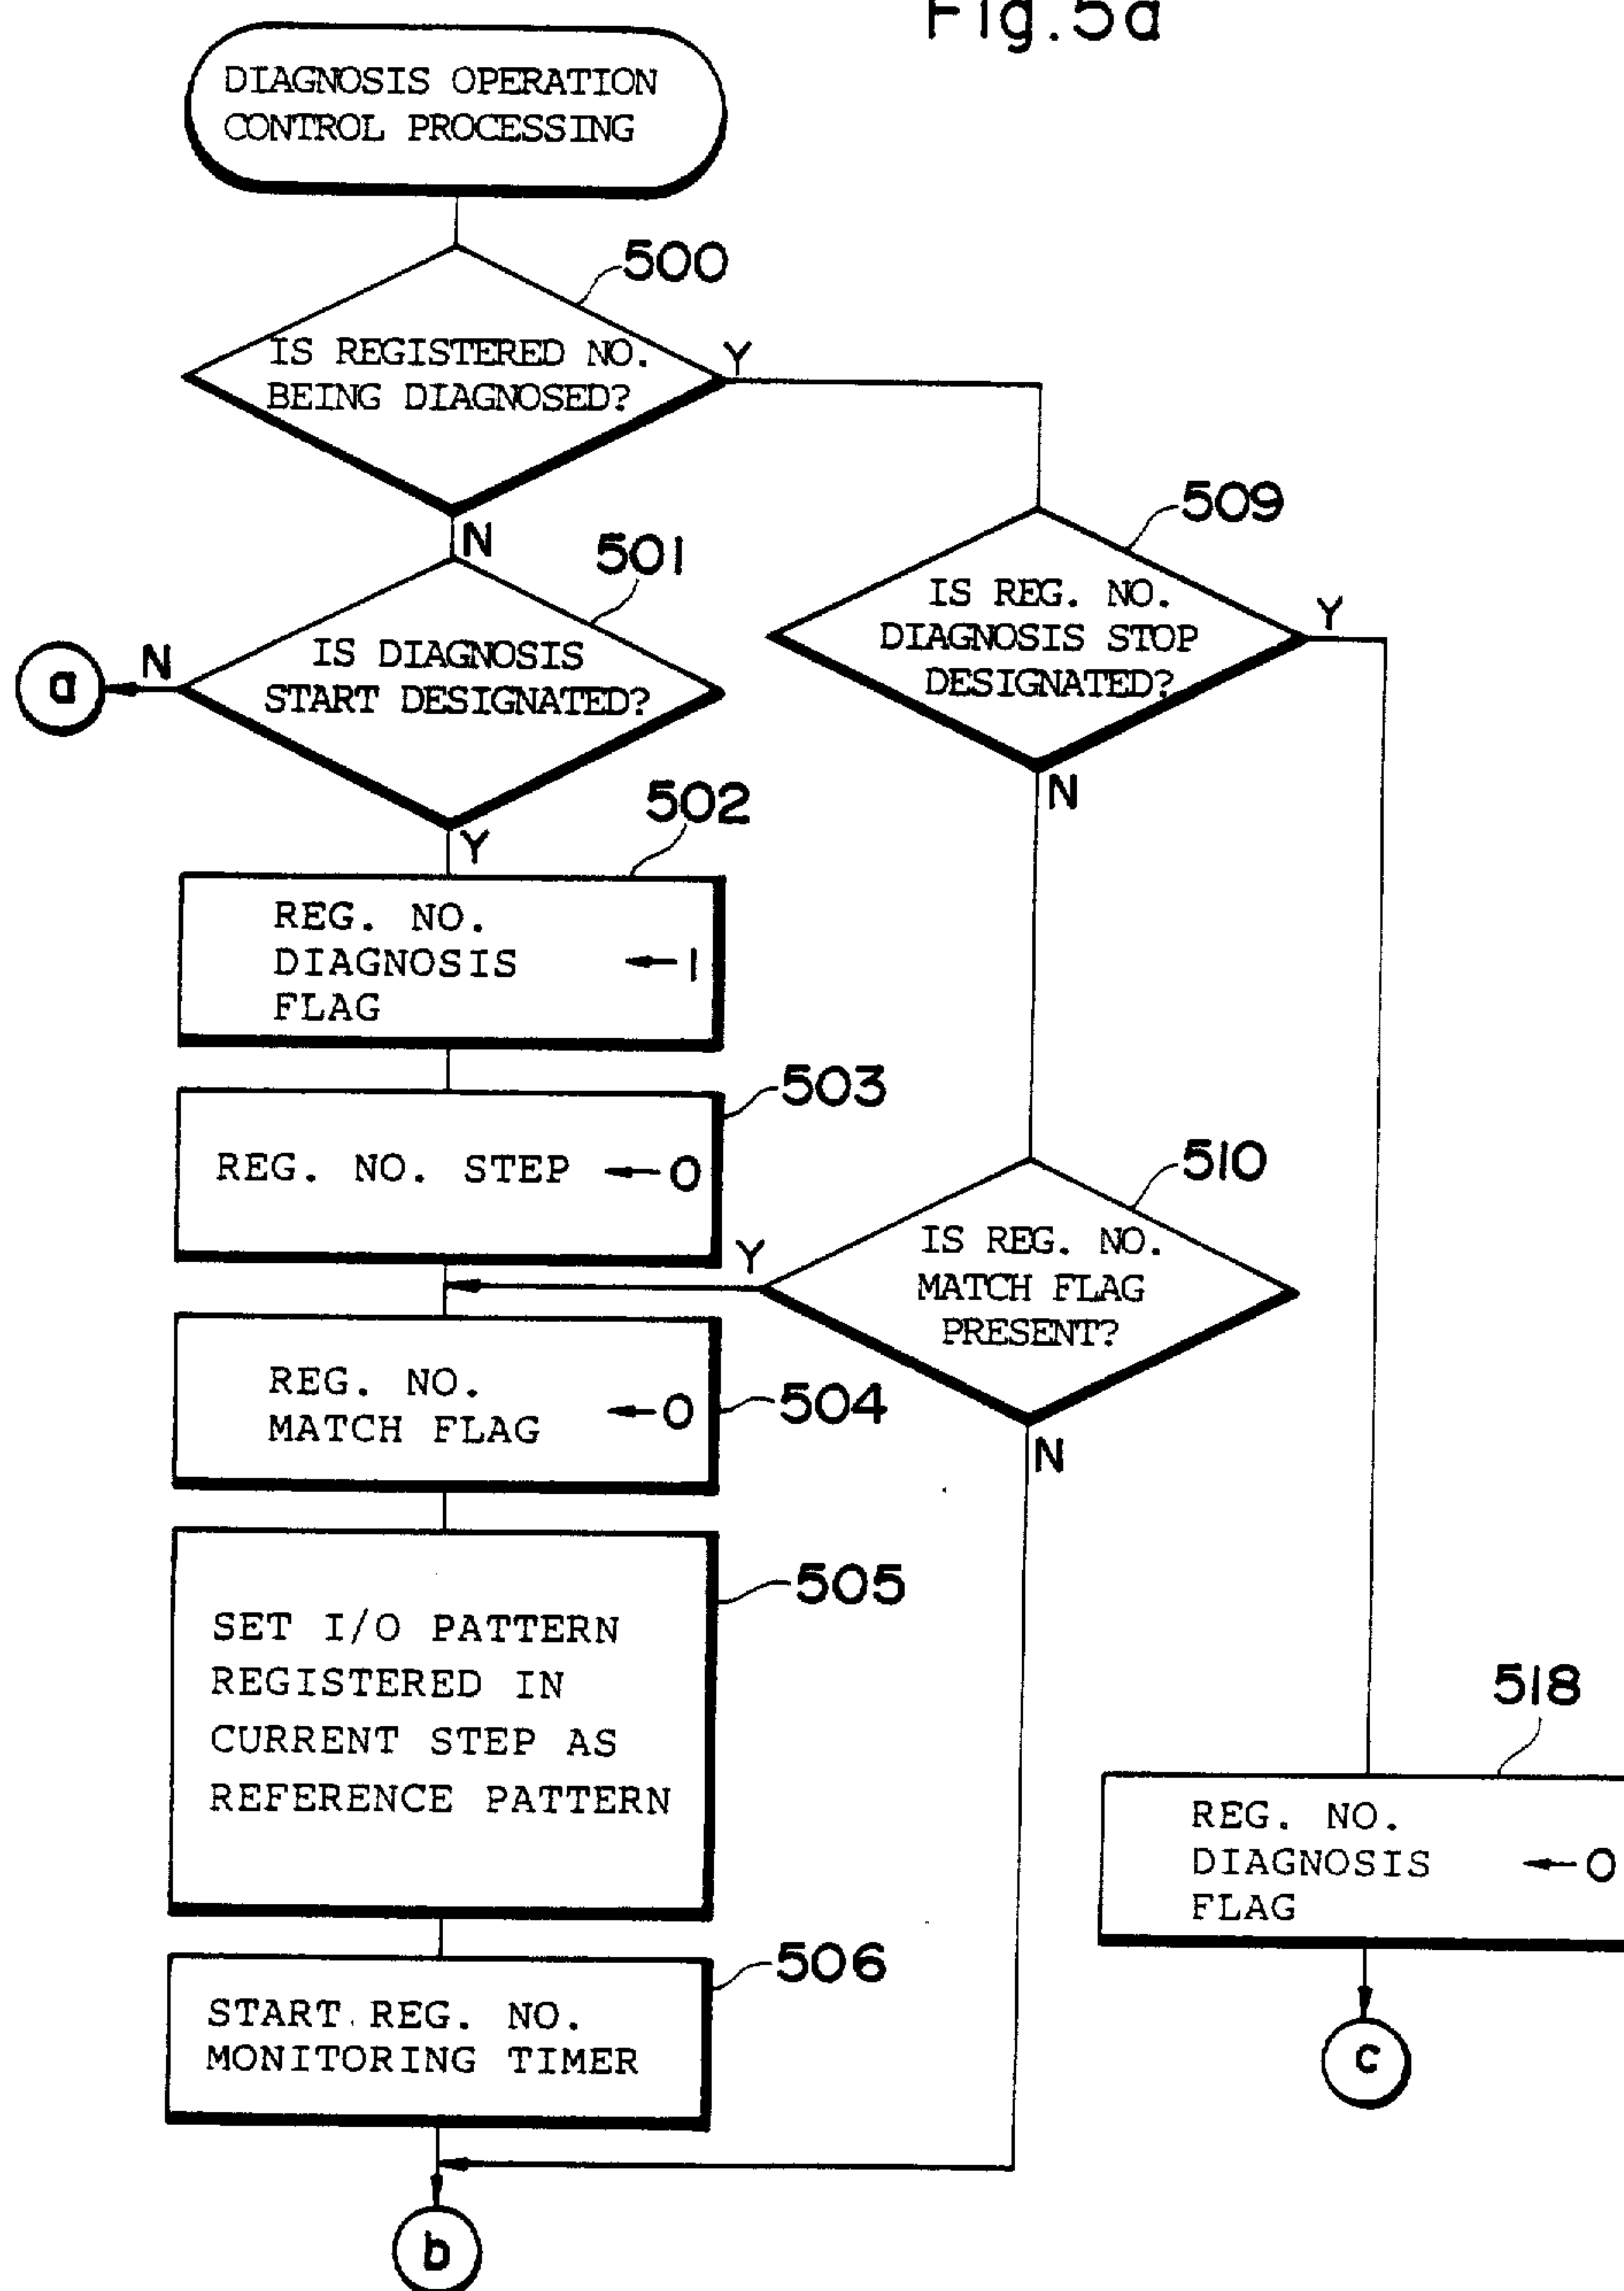 Fig.5a
DIAGNOSIS OPERATION
CONTROL PROCESSING
500
IS REGISTERED NO.
BEING DIAGNOSED?
Y
N
501
IS DIAGNOSIS
START DESIGNATED?
N
a
Y
509
IS REG. NO.
DIAGNOSIS STOP
DESIGNATED?
Y
N
502
REG. NO.
DIAGNOSIS ←1
FLAG
503
REG. NO. STEP ←0
510
IS REG. NO.
MATCH FLAG
PRESENT?
Y
N
504
REG. NO.
MATCH FLAG ←0
505
SET I/O PATTERN
REGISTERED IN
CURRENT STEP AS
REFERENCE PATTERN
506
START REG. NO.
MONITORING TIMER
b
518
REG. NO.
DIAGNOSIS ←0
FLAG
c